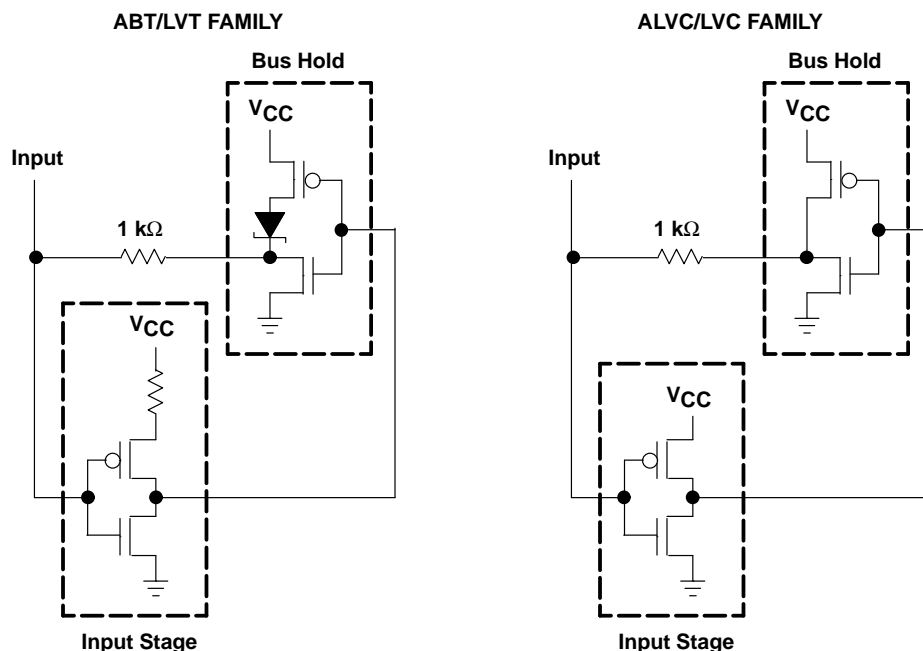 ABT/LVT FAMILY
Bus Hold
VCC
Input
1 kΩ
VCC
Input Stage
ALVC/LVC FAMILY
Bus Hold
VCC
Input
1 kΩ
VCC
Input Stage